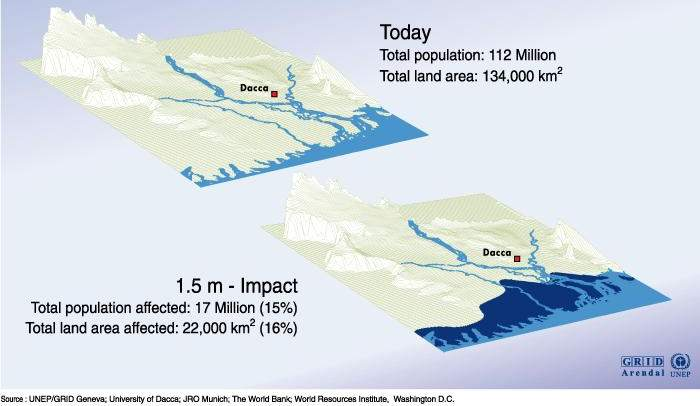 Today
Total population: 112 Million
Total land area: 134,000 km²
Dacca
Dacca
1.5 m - Impact
Total population affected: 17 Million (15%)
Total land area affected: 22,000 km² (16%)
GRID
Arendal UNEP
Source : UNEP/GRID Geneva; University of Dacca; JRO Munich; The World Bank; World Resources Institute, Washington D.C.